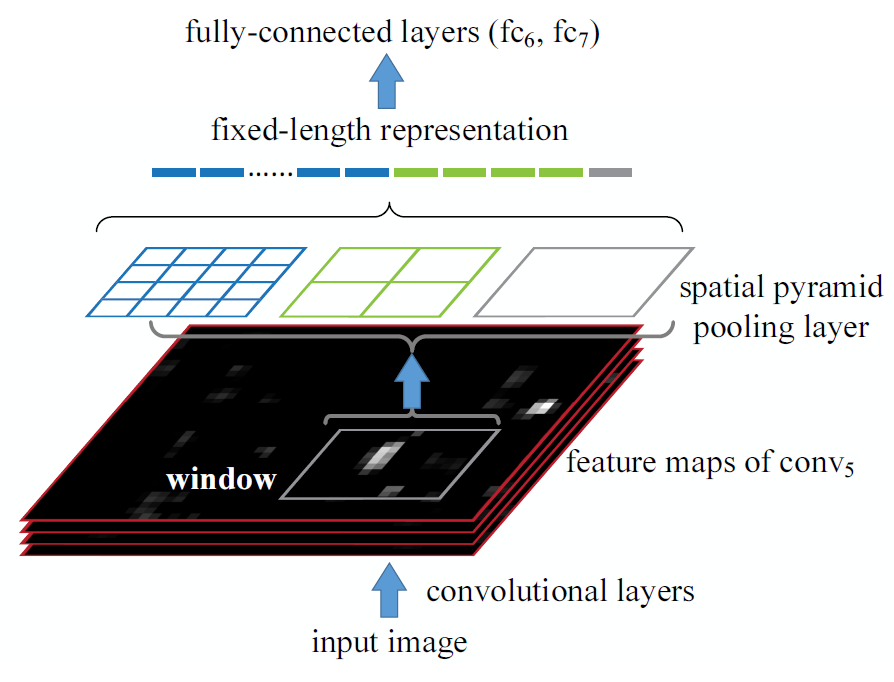 fully-connected layers (fc₆, fc₇)
fixed-length representation
......
spatial pyramid
pooling layer
window
feature maps of conv₅
convolutional layers
input image